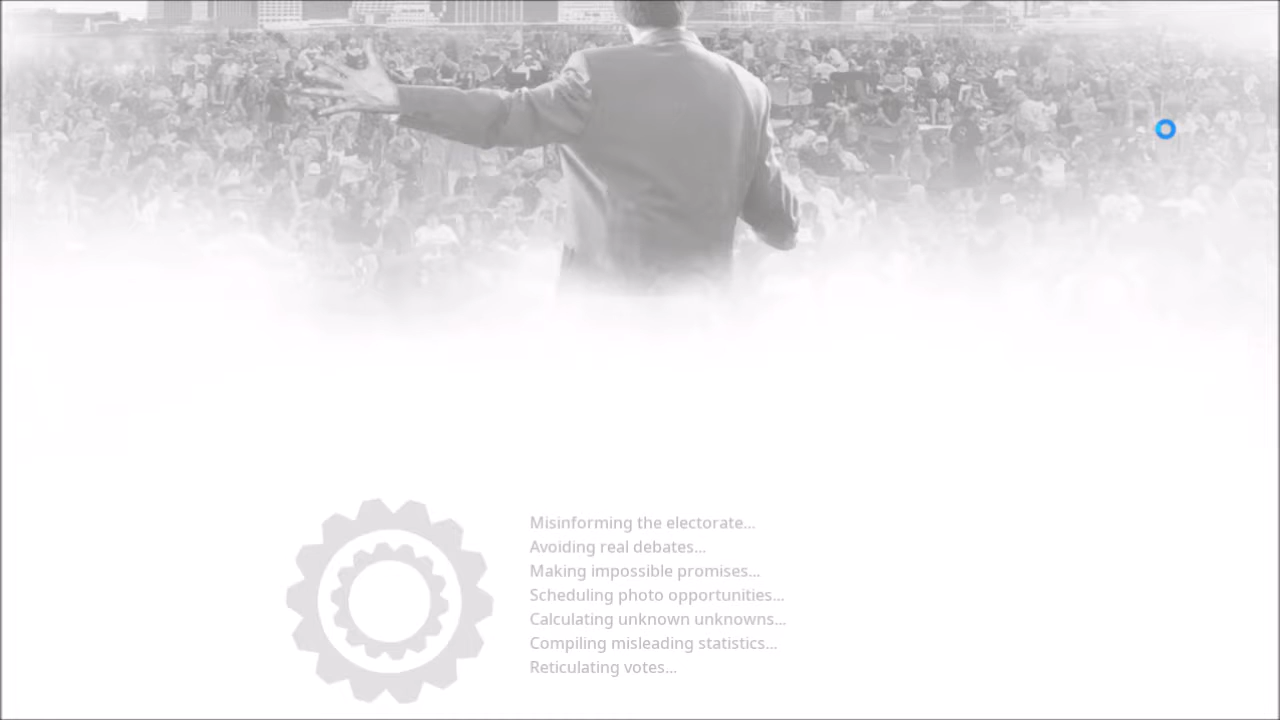 Misinforming the electorate...
Avoiding real debates...
Making impossible promises...
Scheduling photo opportunities...
Calculating unknown unknowns...
Compiling misleading statistics...
Reticulating votes...